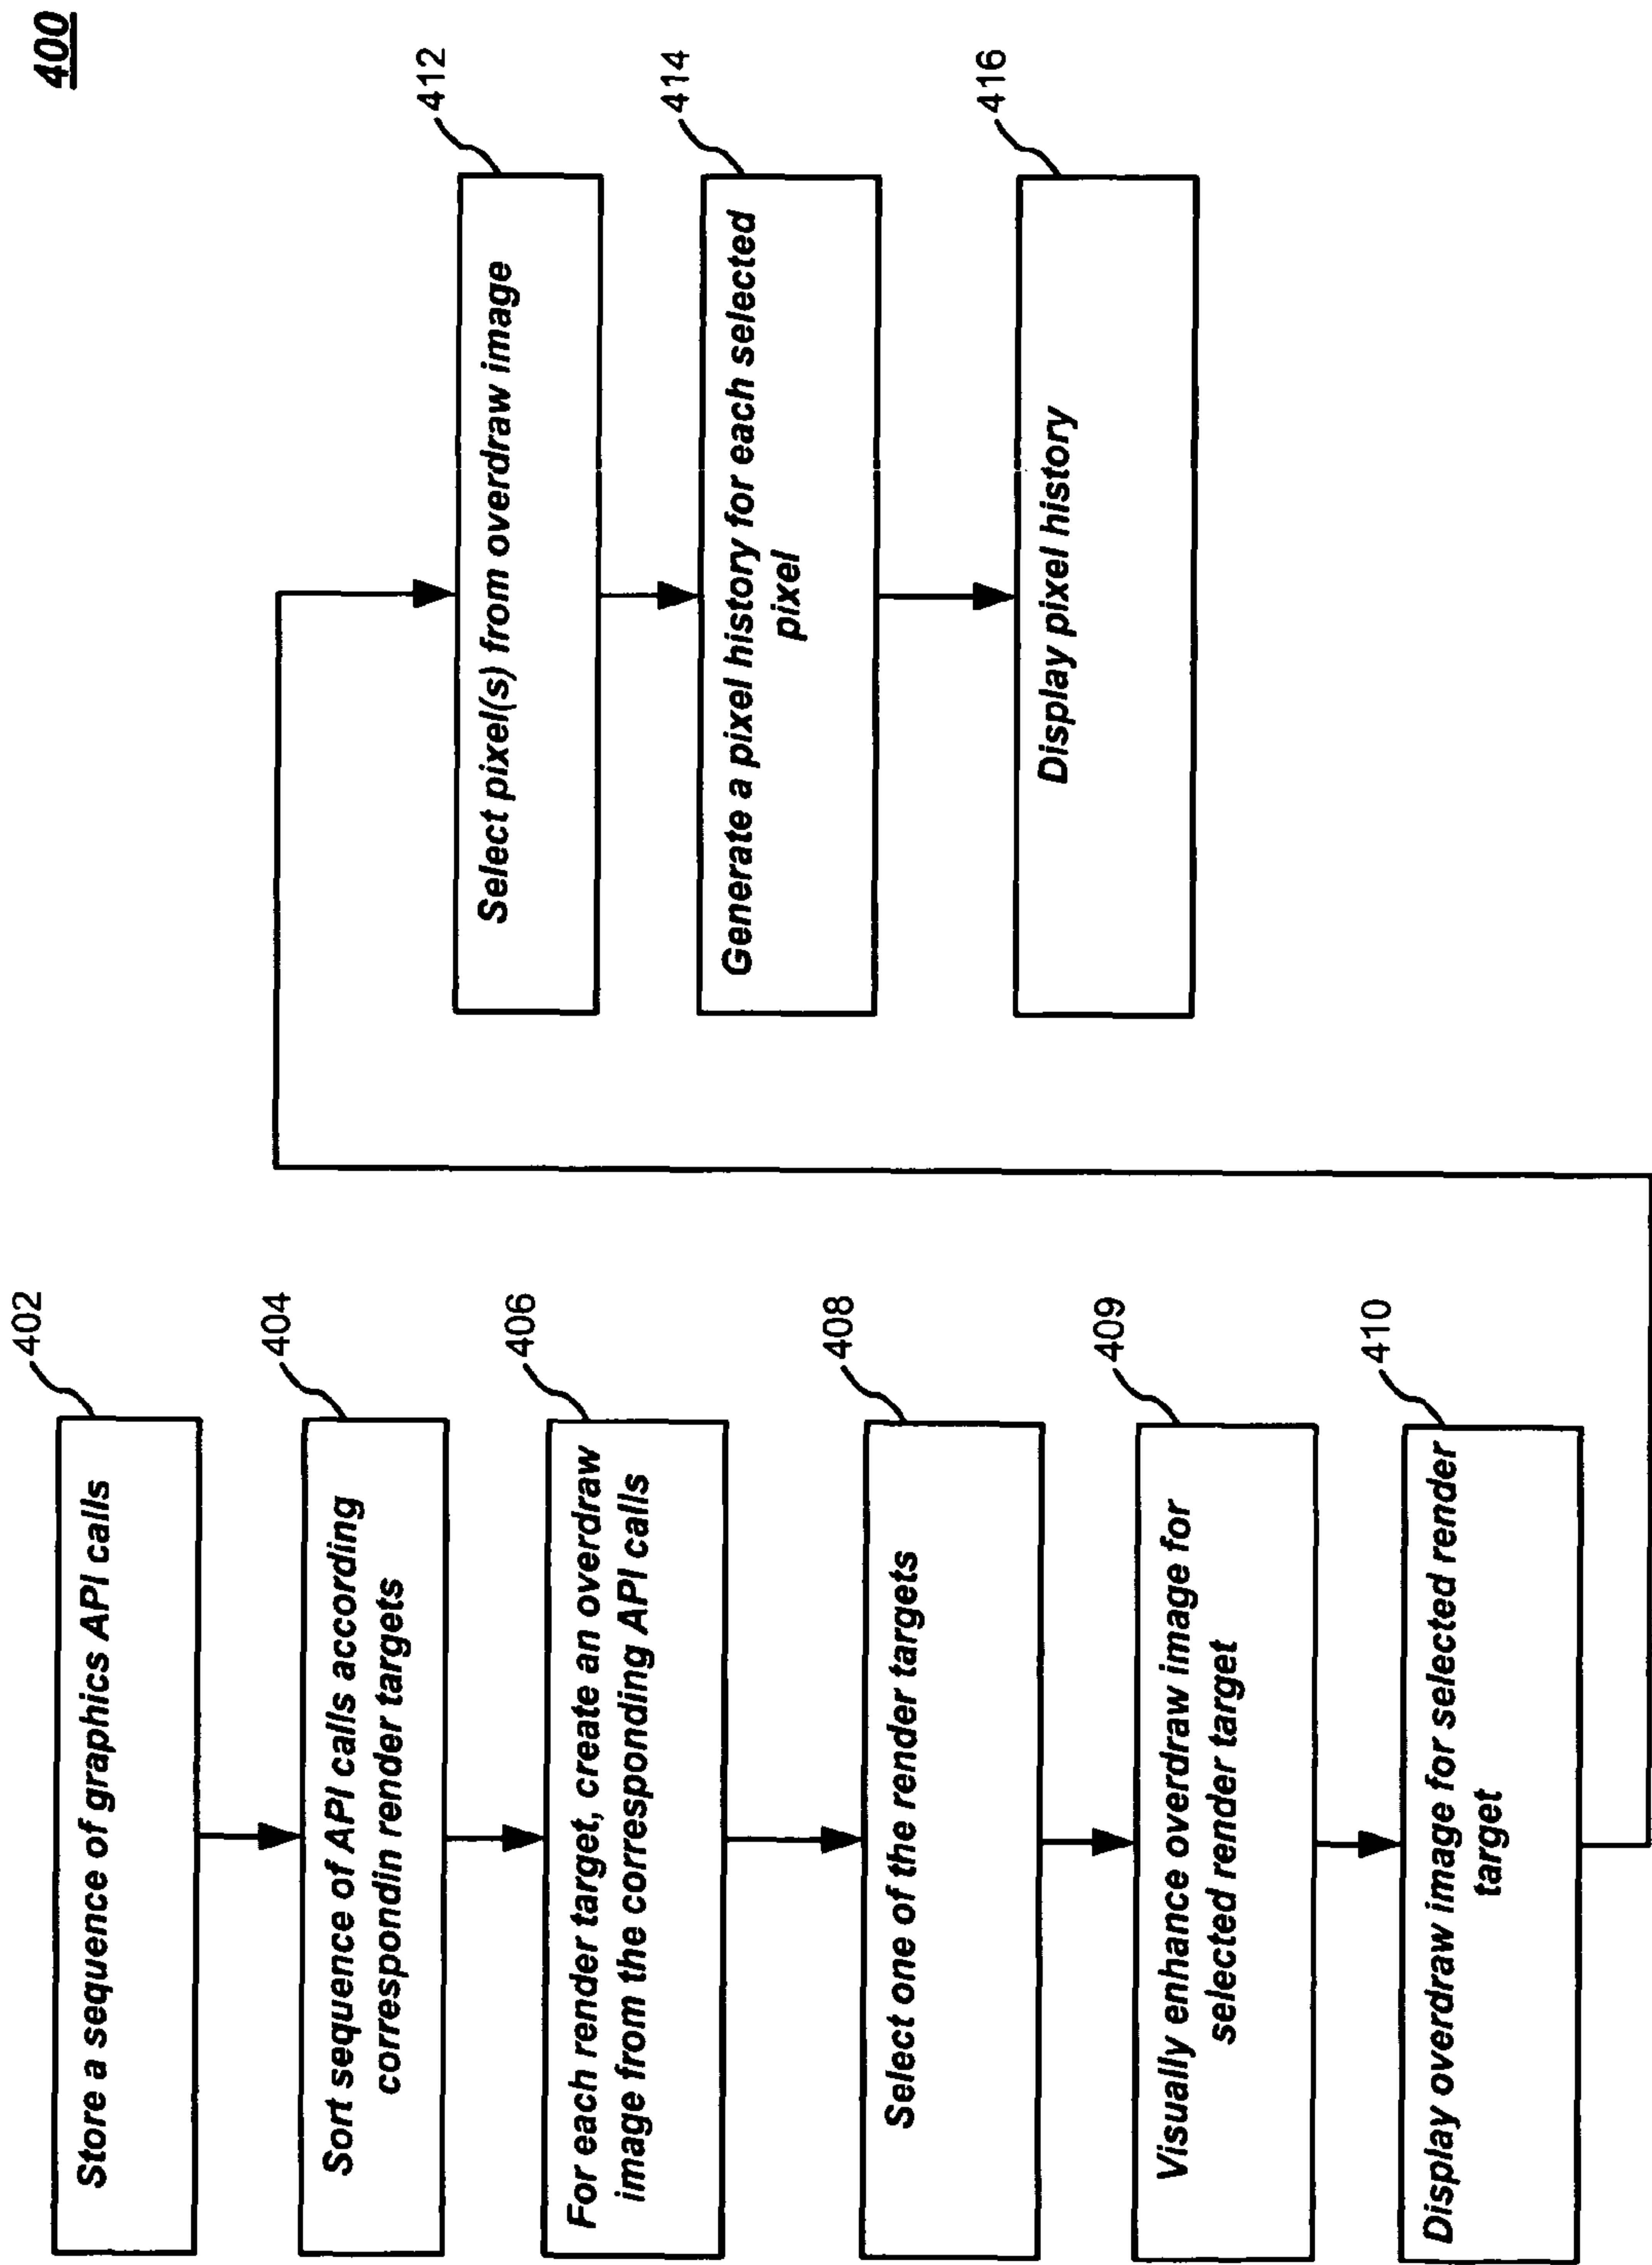 400
402
Store a sequence of graphics API calls
404
Sort sequence of API calls according
correspondin render targets
406
For each render target, create an overdraw
image from the corresponding API calls
408
Select one of the render targets
409
Visually enhance overdraw image for
selected render target
410
Display overdraw image for selected render
target
412
Select pixel(s) from overdraw image
414
Generate a pixel history for each selected
pixel
416
Display pixel history